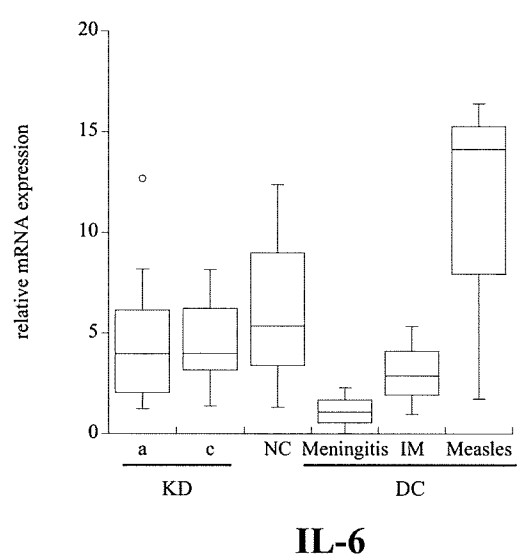 20
15
10
5
0
relative mRNA expression
a c NC Meningitis IM Measles
KD DC
IL-6